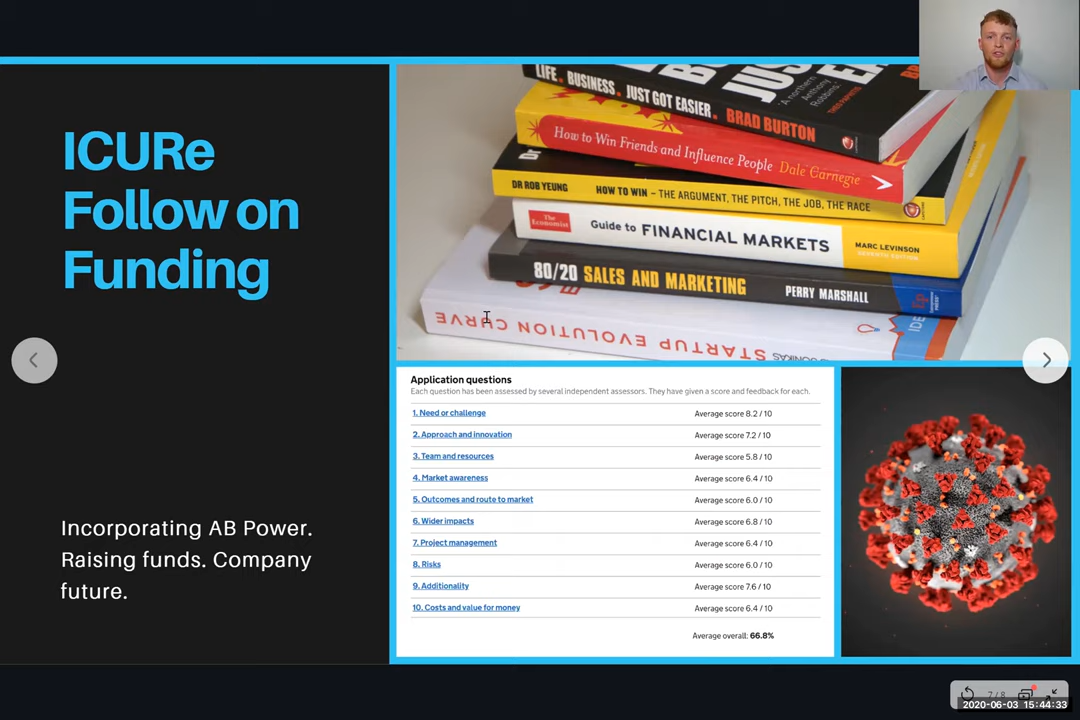 ICURe
Follow on
Funding
Incorporating AB Power.
Raising funds. Company
future.
LIFE. BUSINESS. JUST GOT EASIER. BRAD BURTON
How to Win Friends and Influence People Dale Carnegie
DR ROB YEUNG HOW TO WIN – THE ARGUMENT, THE PITCH, THE JOB, THE RACE
The Economist Guide to FINANCIAL MARKETS MARC LEVINSON
SEVENTH EDITION
80/20 SALES AND MARKETING PERRY MARSHALL
STARTUP EVOLUTION CURVE
Application questions
Each question has been assessed by several independent assessors. They have given a score and feedback for each.
1. Need or challenge Average score 8.2 / 10
2. Approach and innovation Average score 7.2 / 10
3. Team and resources Average score 5.8 / 10
4. Market awareness Average score 6.4 / 10
5. Outcomes and route to market Average score 6.0 / 10
6. Wider impacts Average score 6.8 / 10
7. Project management Average score 6.4 / 10
8. Risks Average score 6.0 / 10
9. Additionality Average score 7.6 / 10
10. Costs and value for money Average score 6.4 / 10
Average overall: 66.8%
7 / 8
2020-06-03 15:44:33